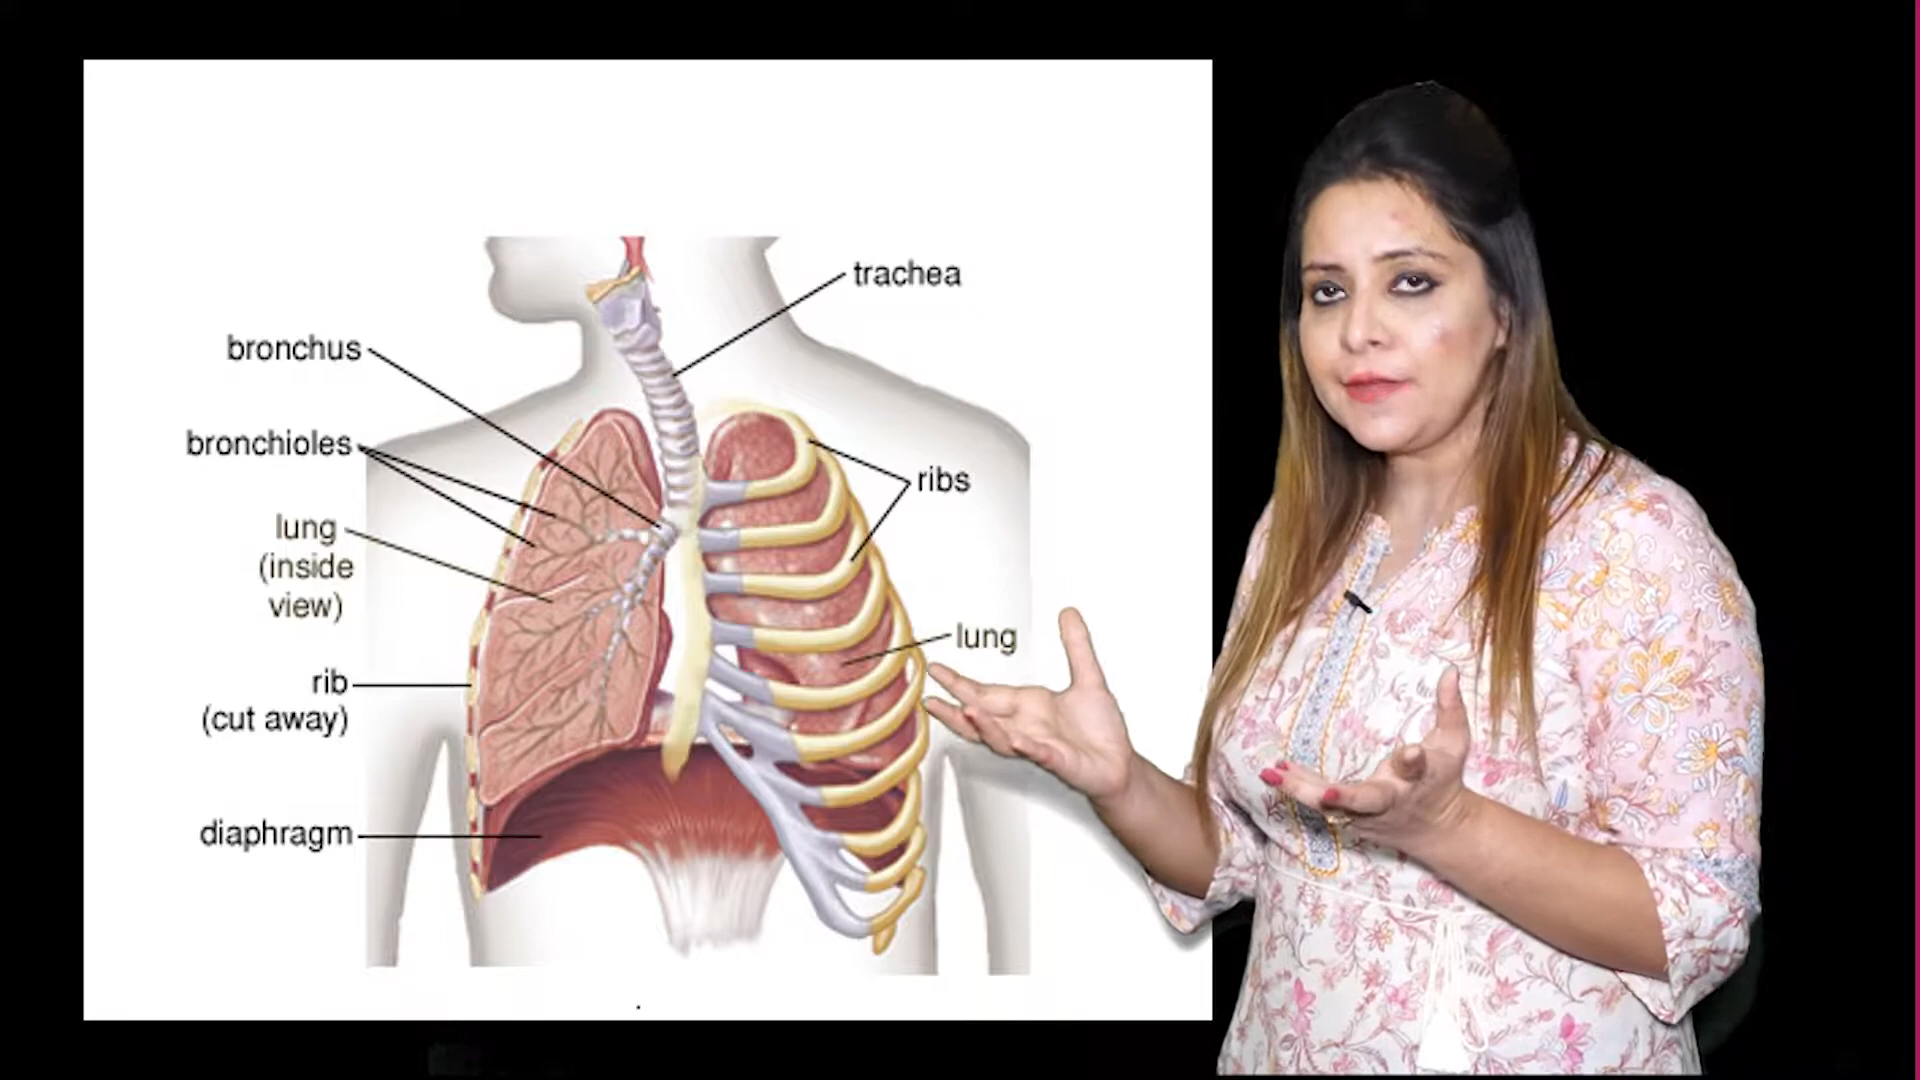 trachea
bronchus
bronchioles
ribs
lung
(inside
view)
lung
rib
(cut away)
diaphragm